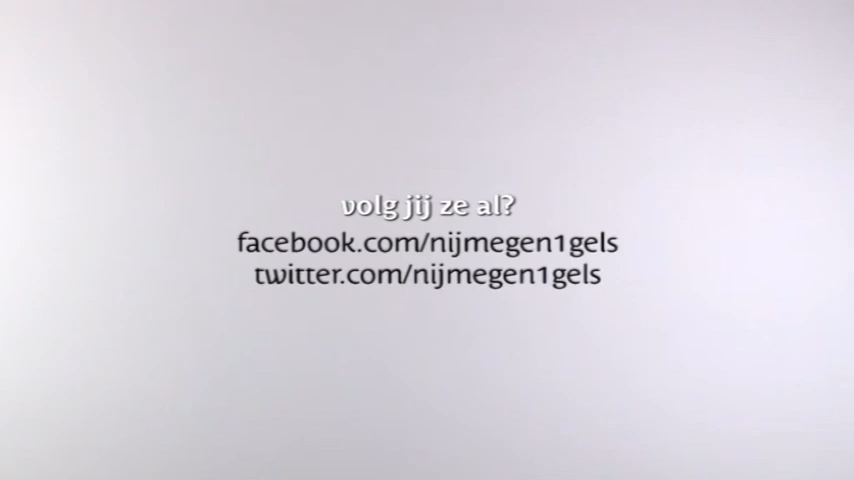 volg jij ze al?
facebook.com/nijmegen1gels
twitter.com/nijmegen1gels